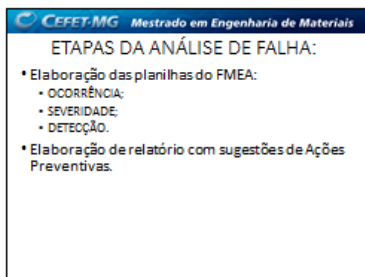 CEFET-MG Mestrado em Engenharia de Materiais
ETAPAS DA ANÁLISE DE FALHA:
• Elaboração das planilhas do FMEA:
• OCORRÊNCIA;
• SEVERIDADE;
• DETECÇÃO.
• Elaboração de relatório com sugestões de Ações
Preventivas.